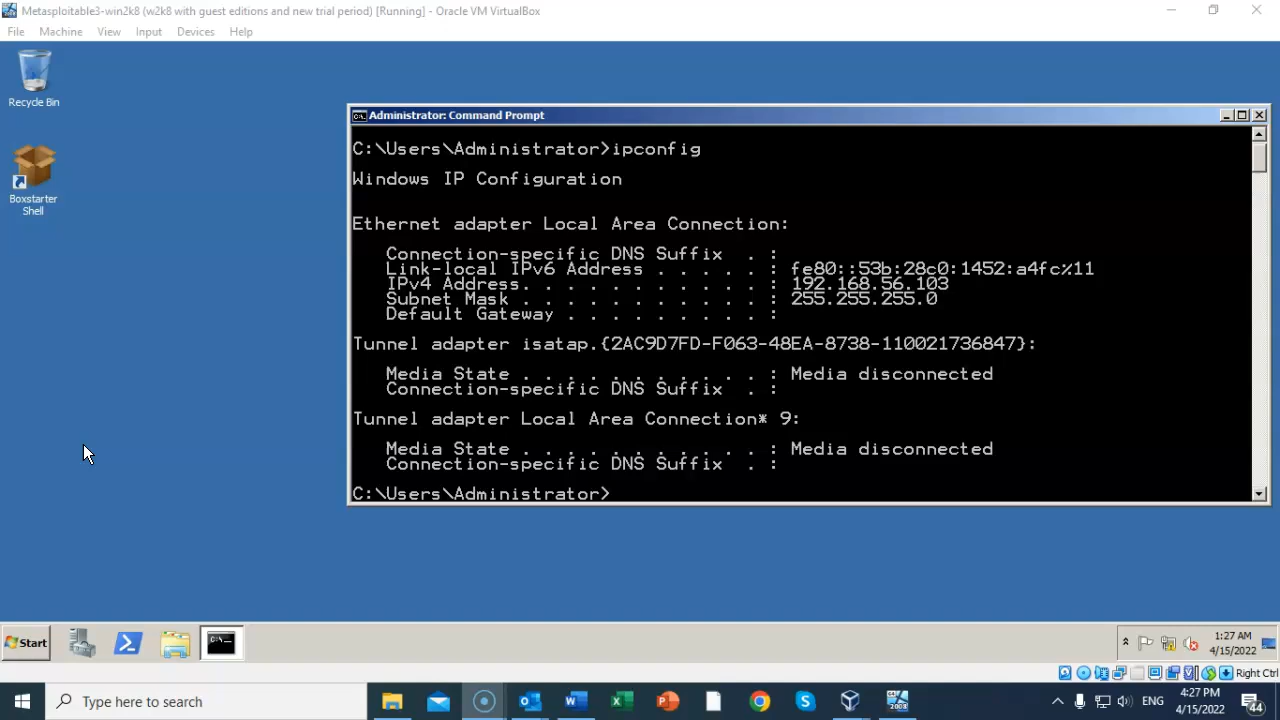 Metasploitable3-win2k8 (w2k8 with guest editions and new trial period) [Running] - Oracle VM VirtualBox
File Machine View Input Devices Help
Recycle Bin
Boxstarter
Shell
Administrator: Command Prompt
C:\Users\Administrator>ipconfig
Windows IP Configuration
Ethernet adapter Local Area Connection:
Connection-specific DNS Suffix . :
Link-local IPv6 Address . . . . . : fe80::53b:28c0:1452:a4fc%11
IPv4 Address. . . . . . . . . . . : 192.168.56.103
Subnet Mask . . . . . . . . . . . : 255.255.255.0
Default Gateway . . . . . . . . . :
Tunnel adapter isatap.{2AC9D7FD-F063-48EA-8738-110021736847}:
Media State . . . . . . . . . . . : Media disconnected
Connection-specific DNS Suffix . :
Tunnel adapter Local Area Connection* 9:
Media State . . . . . . . . . . . : Media disconnected
Connection-specific DNS Suffix . :
C:\Users\Administrator>
Start
1:27 AM
4/15/2022
Right Ctrl
Type here to search
ENG
4:27 PM
4/15/2022
44